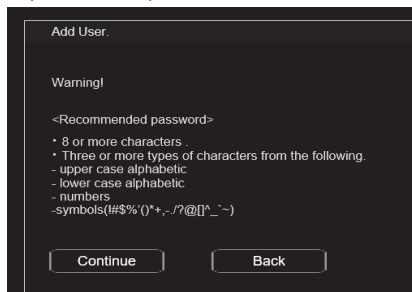 Add User.
Warning!
<Recommended password>
• 8 or more characters .
• Three or more types of characters from the following.
- upper case alphabetic
- lower case alphabetic
- numbers
-symbols(!#$%'()*+,-./?@[]^_`~)
Continue
Back